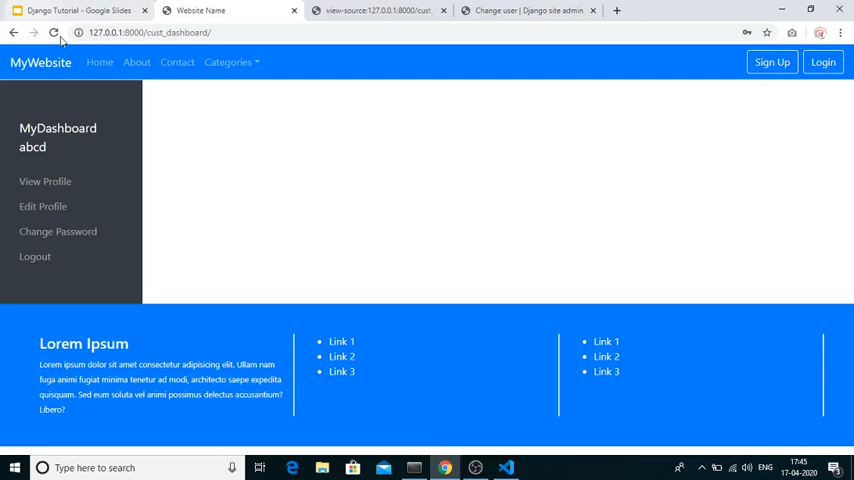 Django Tutorial - Google Slides
Website Name
view-source:127.0.0.1:8000/cust_
Change user | Django site admin
127.0.0.1:8000/cust_dashboard/
MyWebsite Home About Contact Categories Sign Up Login
MyDashboard
abcd
View Profile
Edit Profile
Change Password
Logout
Lorem Ipsum
Lorem ipsum dolor sit amet consectetur adipisicing elit. Ullam nam
fuga animi fugiat minima tenetur ad modi, architecto saepe expedita
quisquam. Sed eum soluta vel animi possimus delectus accusantium?
Libero?
Link 1
Link 2
Link 3
Link 1
Link 2
Link 3
Type here to search
ENG
17:45
17-04-2020
3